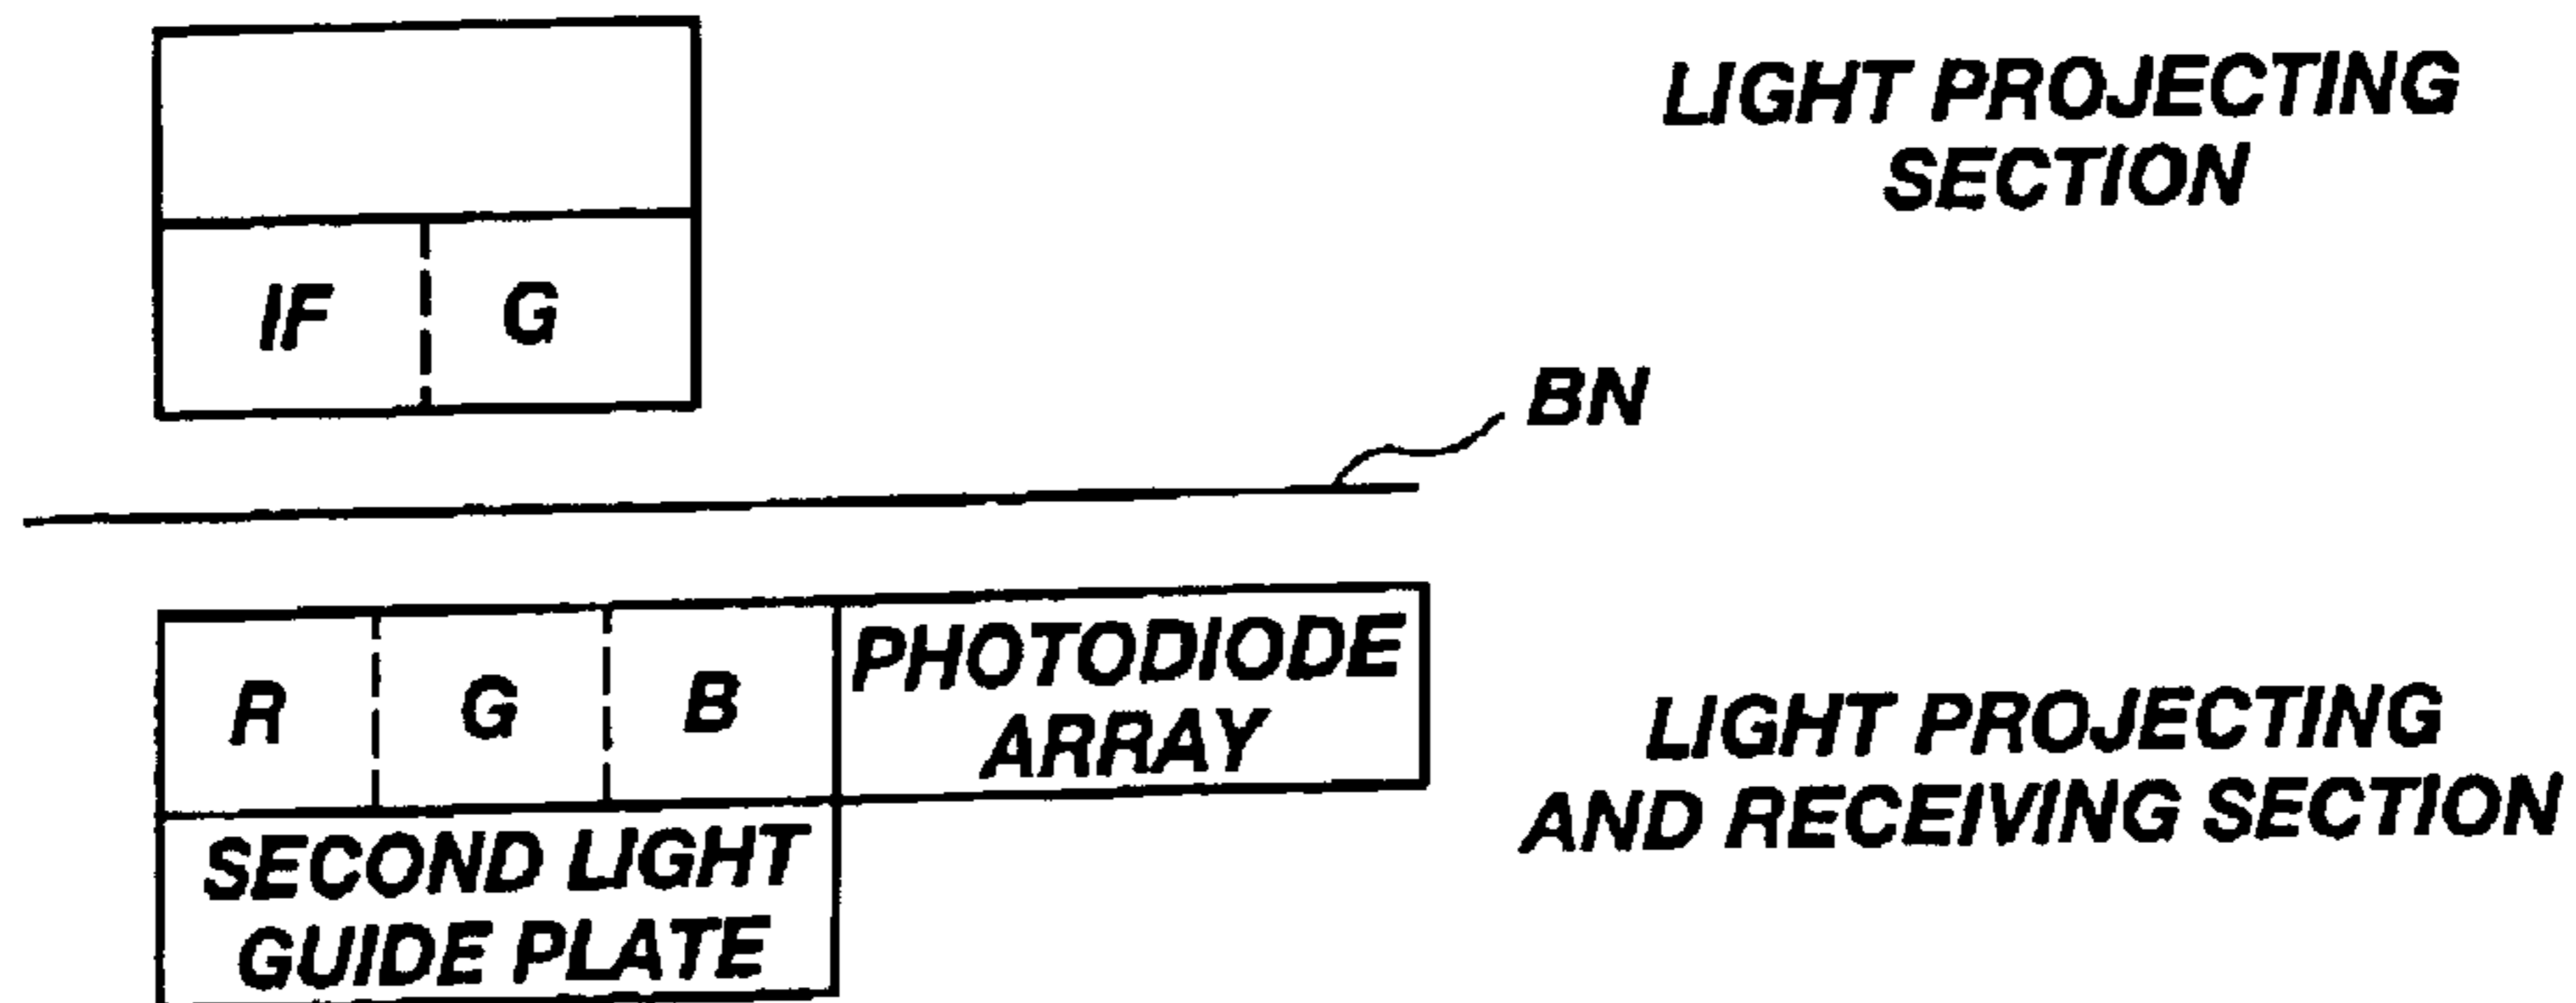 LIGHT PROJECTING
SECTION
IF G
BN
R G B PHOTODIODE
ARRAY
LIGHT PROJECTING
AND RECEIVING SECTION
SECOND LIGHT
GUIDE PLATE